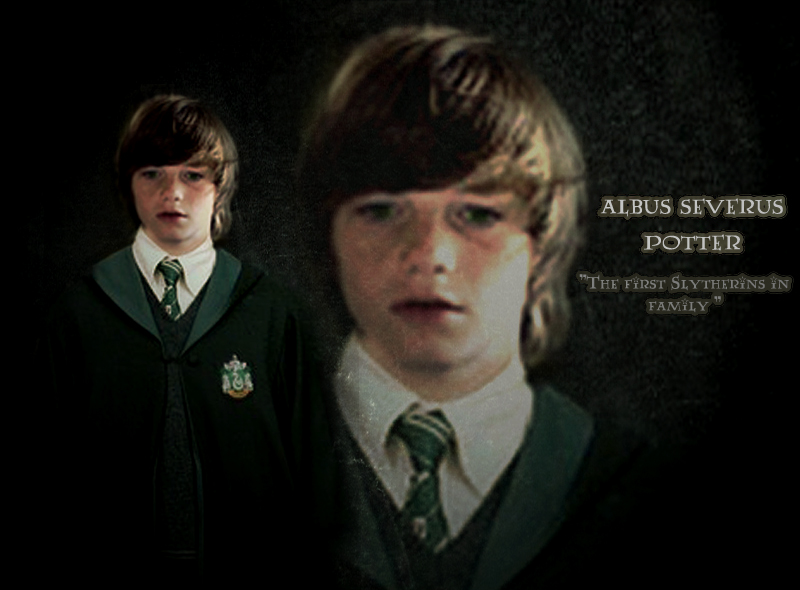 ALBUS SEVERUS
POTTER
"The first Slytherins in
family "